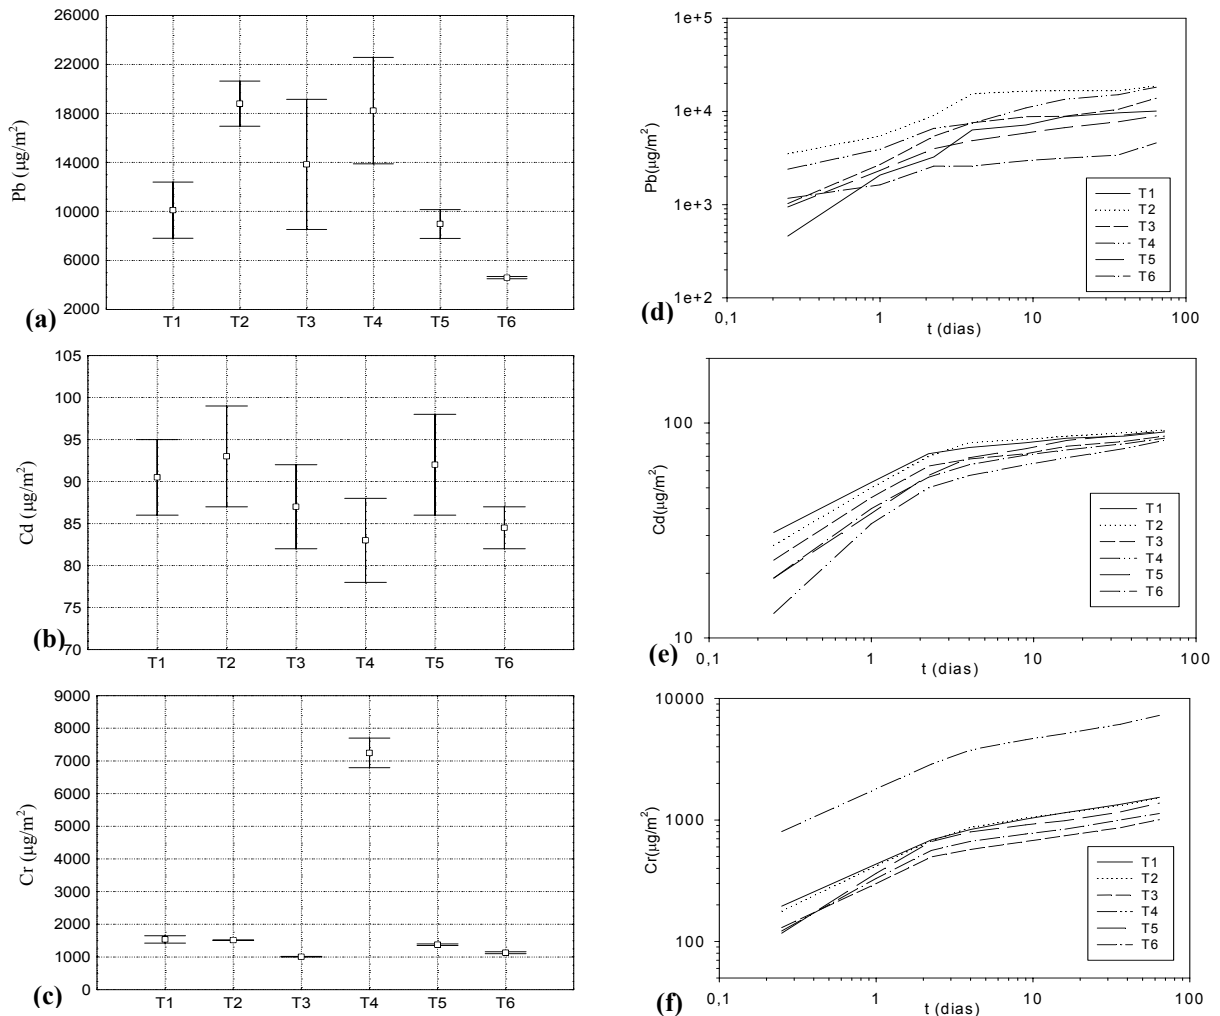 26000
22000
18000
14000
10000
6000
2000
Pb (µg/m²)
T1 T2 T3 T4 T5 T6
(a)
1e+5
1e+4
1e+3
1e+2
Pb(µg/m²)
0,1 1 10 100
t (dias)
T1
T2
T3
T4
T5
T6
(d)
105
100
95
90
85
80
75
70
Cd (µg/m²)
T1 T2 T3 T4 T5 T6
(b)
100
10
Cd(µg/m²)
0,1 1 10 100
t (dias)
T1
T2
T3
T4
T5
T6
(e)
9000
8000
7000
6000
5000
4000
3000
2000
1000
0
Cr (µg/m²)
T1 T2 T3 T4 T5 T6
(c)
10000
1000
100
Cr(µg/m²)
0,1 1 10 100
t (dias)
T1
T2
T3
T4
T5
T6
(f)